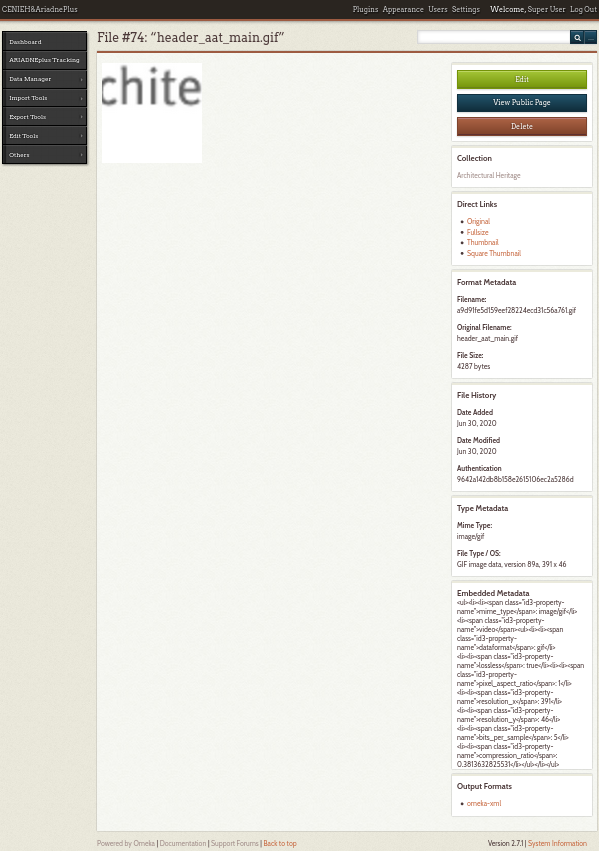 CENIEH&AriadnePlus
Plugins Appearance Users Settings Welcome, Super User Log Out
File #74: “header_aat_main.gif”
...
Dashboard
ARIADNEplus Tracking
Data Manager ›
Import Tools ›
Export Tools ›
Edit Tools ›
Others ›
chite
Edit
View Public Page
Delete
Collection
Architectural Heritage
Direct Links
Original
Fullsize
Thumbnail
Square Thumbnail
Format Metadata
Filename:
a9d91fe5d159eef28224ecd31c56a761.gif
Original Filename:
header_aat_main.gif
File Size:
4287 bytes
File History
Date Added
Jun 30, 2020
Date Modified
Jun 30, 2020
Authentication
9642a142db8b158e2615106ec2a5286d
Type Metadata
Mime Type:
image/gif
File Type / OS:
GIF image data, version 89a, 391 x 46
Embedded Metadata
<ul><li><li><span class="id3-property-
name">mime_type</span>: image/gif</li>
<li><span class="id3-property-
name">video</span><ul><li><li><span
class="id3-property-
name">dataformat</span>: gif</li>
<li><li><span class="id3-property-
name">lossless</span>: true</li><li><span
class="id3-property-
name">pixel_aspect_ratio</span>: 1</li>
<li><li><span class="id3-property-
name">resolution_x</span>: 391</li>
<li><li><span class="id3-property-
name">resolution_y</span>: 46</li>
<li><li><span class="id3-property-
name">bits_per_sample</span>: 5</li>
<li><li><span class="id3-property-
name">compression_ratio</span>:
0.3813632825531</li></ul></li></ul>
Output Formats
omeka-xml
Powered by Omeka | Documentation | Support Forums | Back to top
Version 2.7.1 | System Information